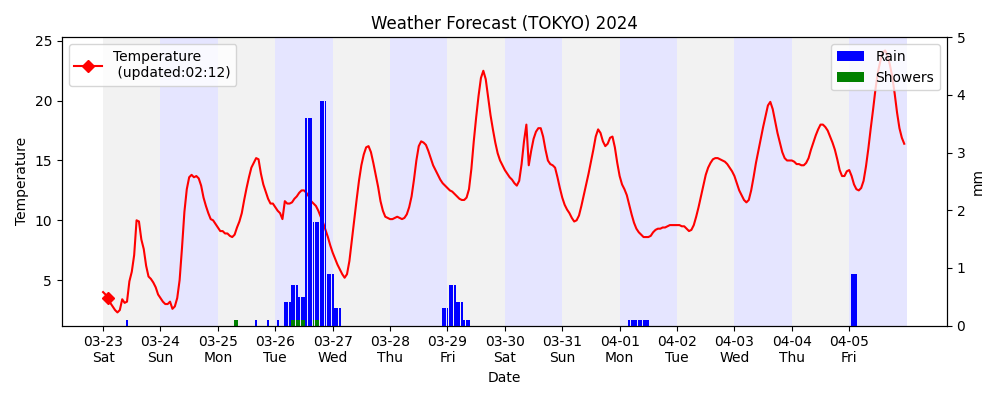 Weather Forecast (TOKYO) 2024
Temperature
(updated:02:12)
Rain
Showers
Temperature
25
20
15
10
5
mm
5
4
3
2
1
0
03-23 03-24 03-25 03-26 03-27 03-28 03-29 03-30 03-31 04-01 04-02 04-03 04-04 04-05
Sat Sun Mon Tue Wed Thu Fri Sat Sun Mon Tue Wed Thu Fri
Date